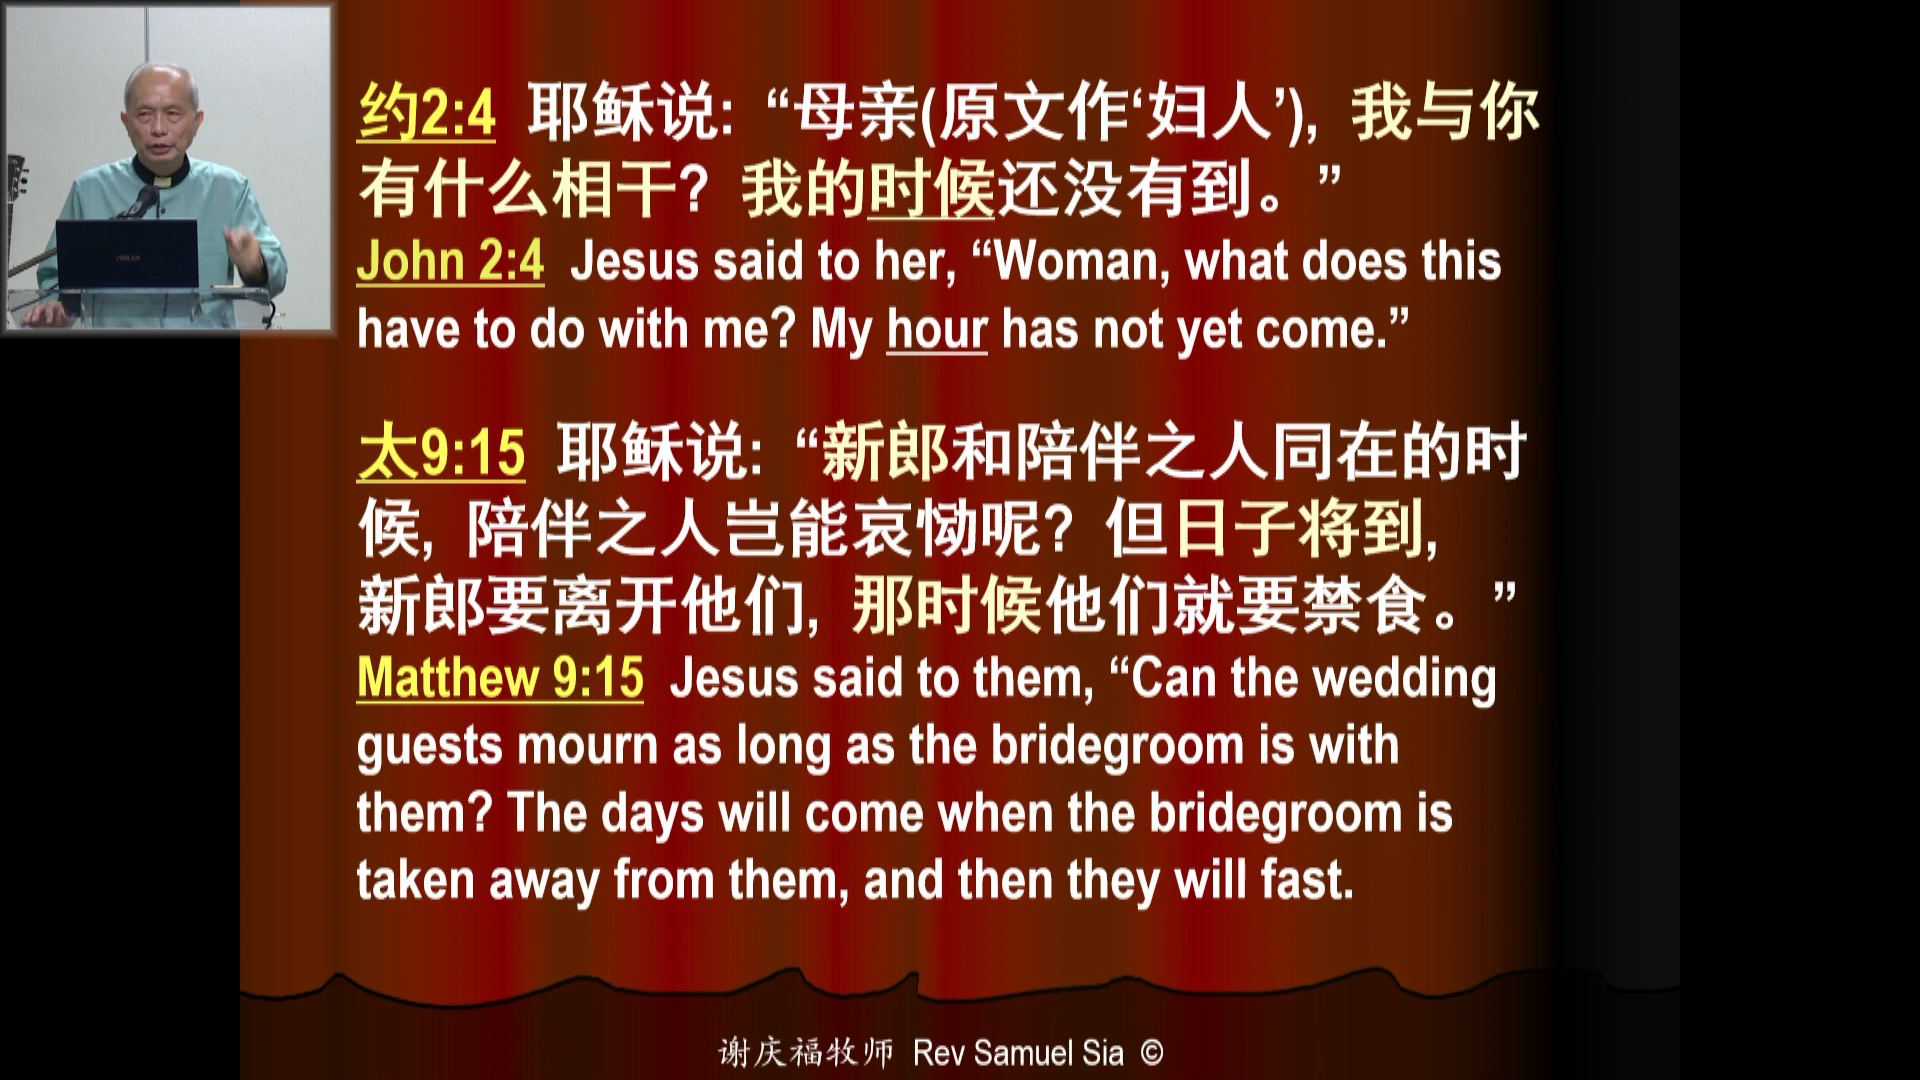 约2:4 耶稣说: “母亲(原文作‘妇人’), 我与你
有什么相干? 我的时候还没有到。”
John 2:4 Jesus said to her, “Woman, what does this
have to do with me? My hour has not yet come.”
太9:15 耶稣说: “新郎和陪伴之人同在的时
候, 陪伴之人岂能哀恸呢? 但日子将到,
新郎要离开他们, 那时候他们就要禁食。”
Matthew 9:15 Jesus said to them, “Can the wedding
guests mourn as long as the bridegroom is with
them? The days will come when the bridegroom is
taken away from them, and then they will fast.
谢庆福牧师 Rev Samuel Sia ©